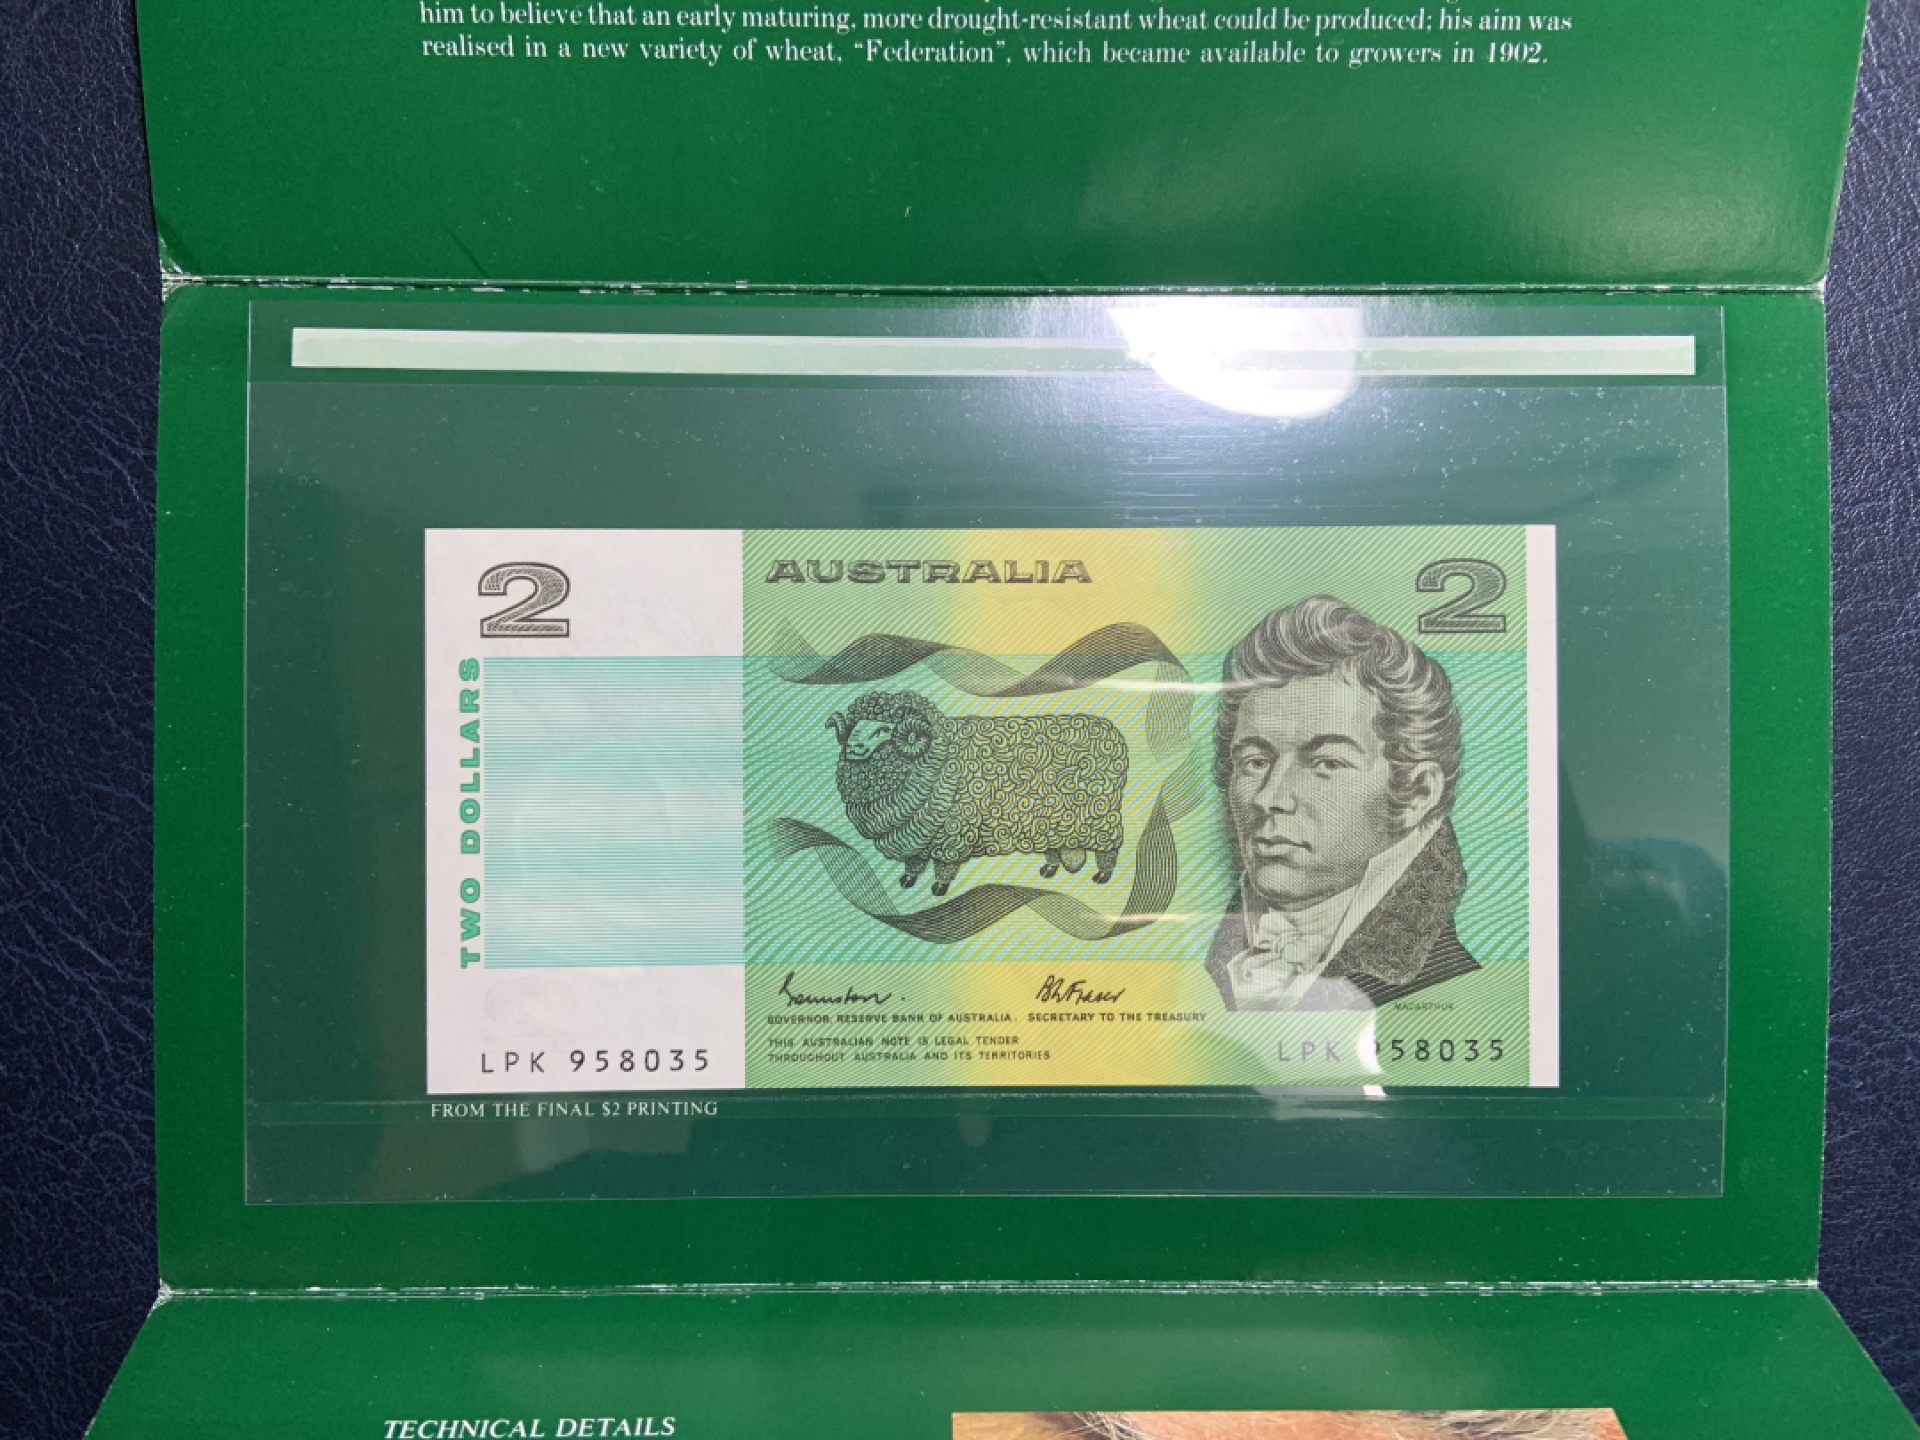 him to believe that an early maturing, more drought-resistant wheat could be produced; his aim was
realised in a new variety of wheat, “Federation”, which became available to growers in 1902.
2
AUSTRALIA
2
TWO DOLLARS
Johnston. B W Fraser
GOVERNOR, RESERVE BANK OF AUSTRALIA. SECRETARY TO THE TREASURY
MACARTHUR
THIS AUSTRALIAN NOTE IS LEGAL TENDER
THROUGHOUT AUSTRALIA AND ITS TERRITORIES
LPK 958035
LPK 958035
FROM THE FINAL $2 PRINTING
TECHNICAL DETAILS